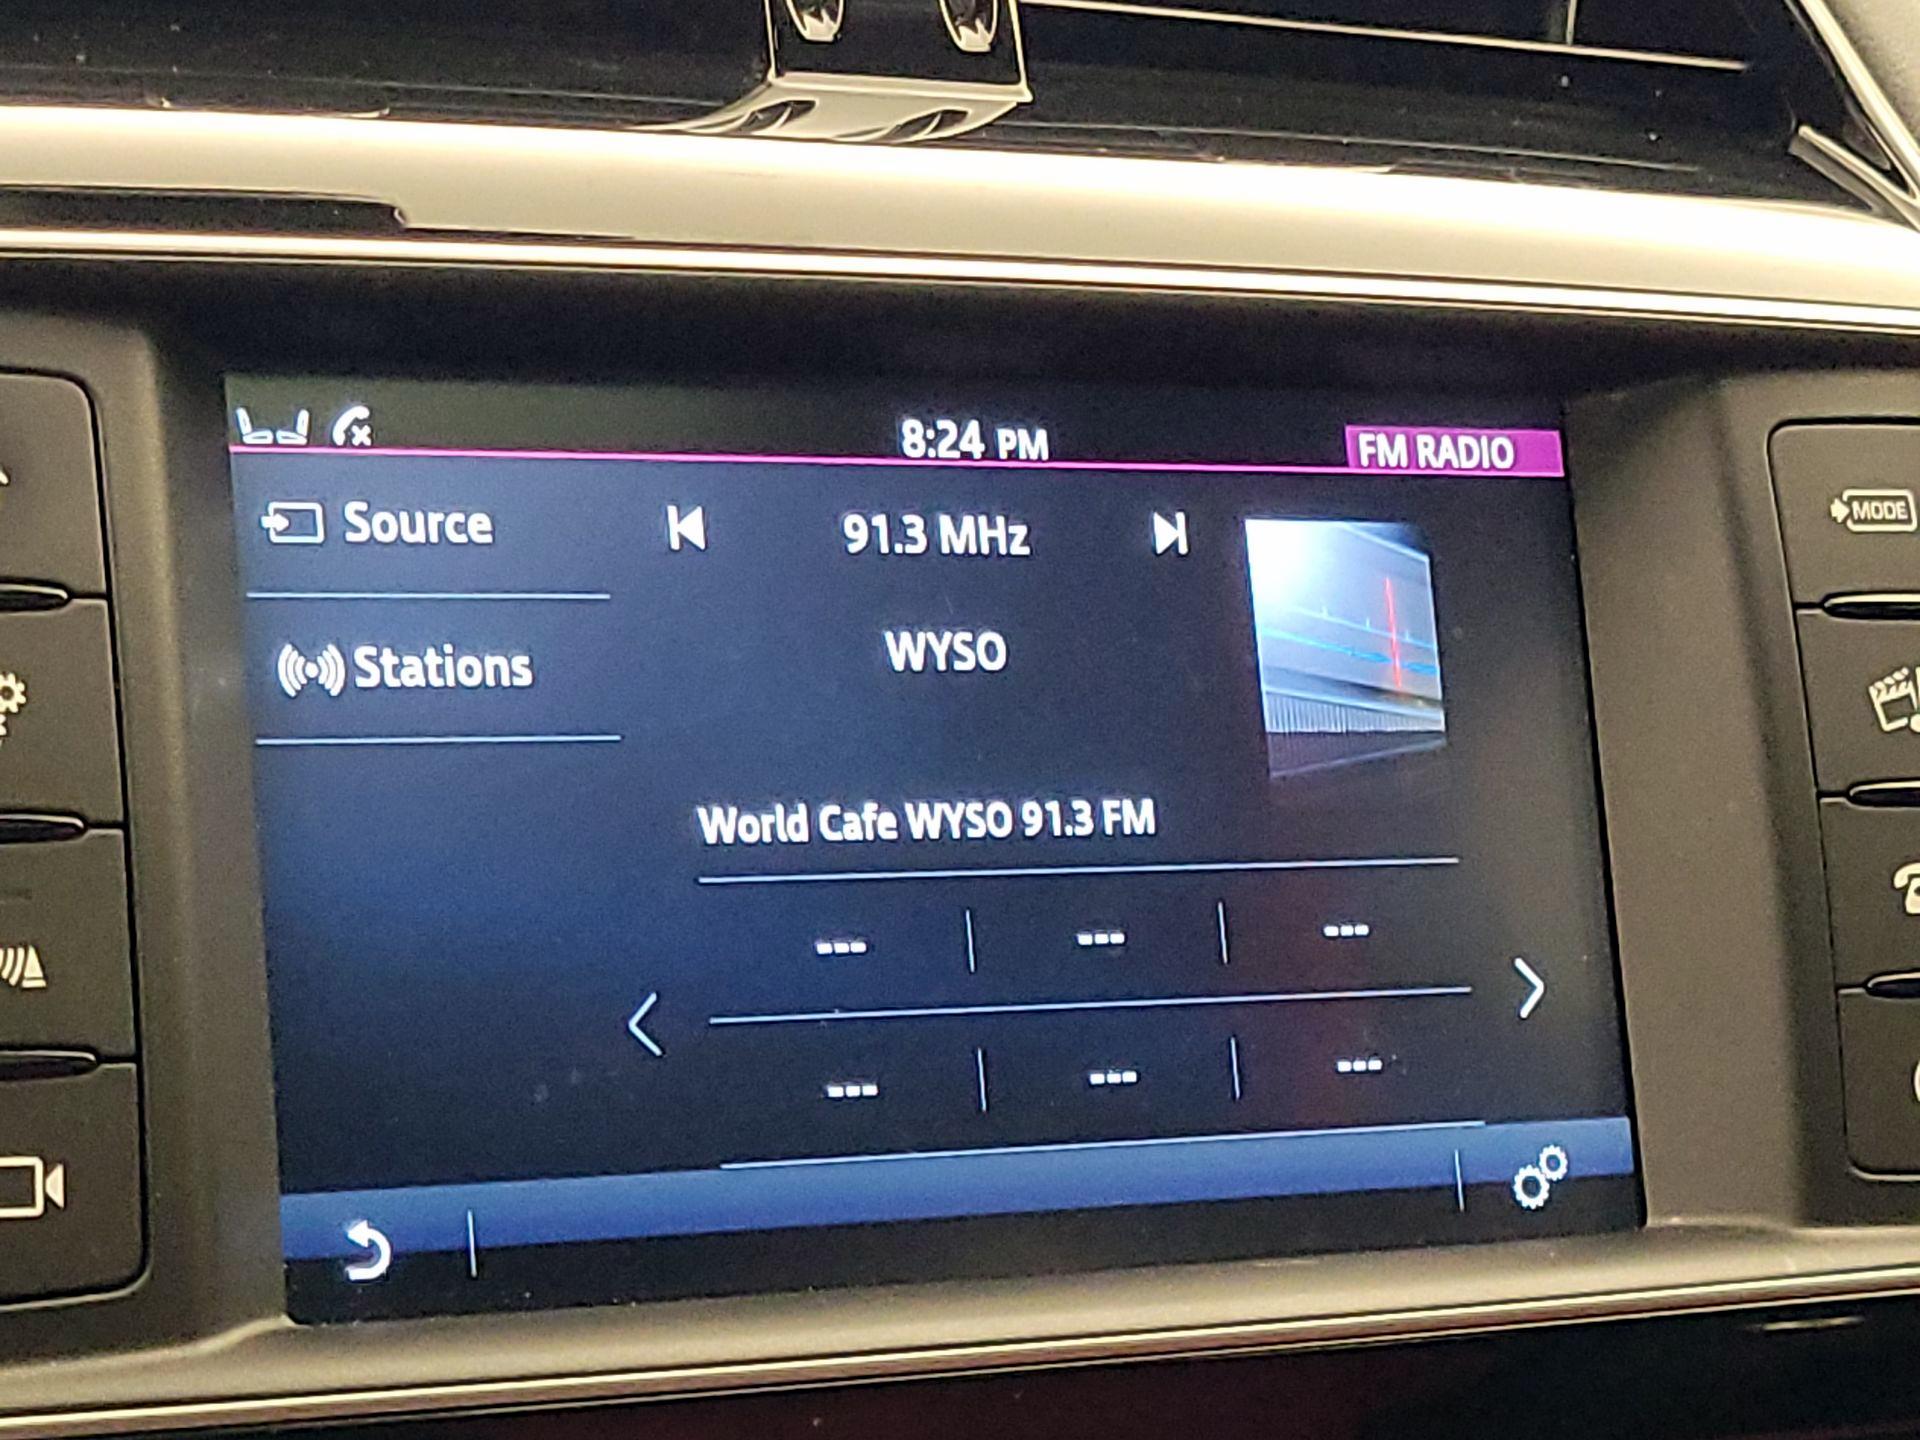 8:24 PM
FM RADIO
Source
91.3 MHz
MODE
Stations
WYSO
World Cafe WYSO 91.3 FM
--- --- ---
--- --- ---